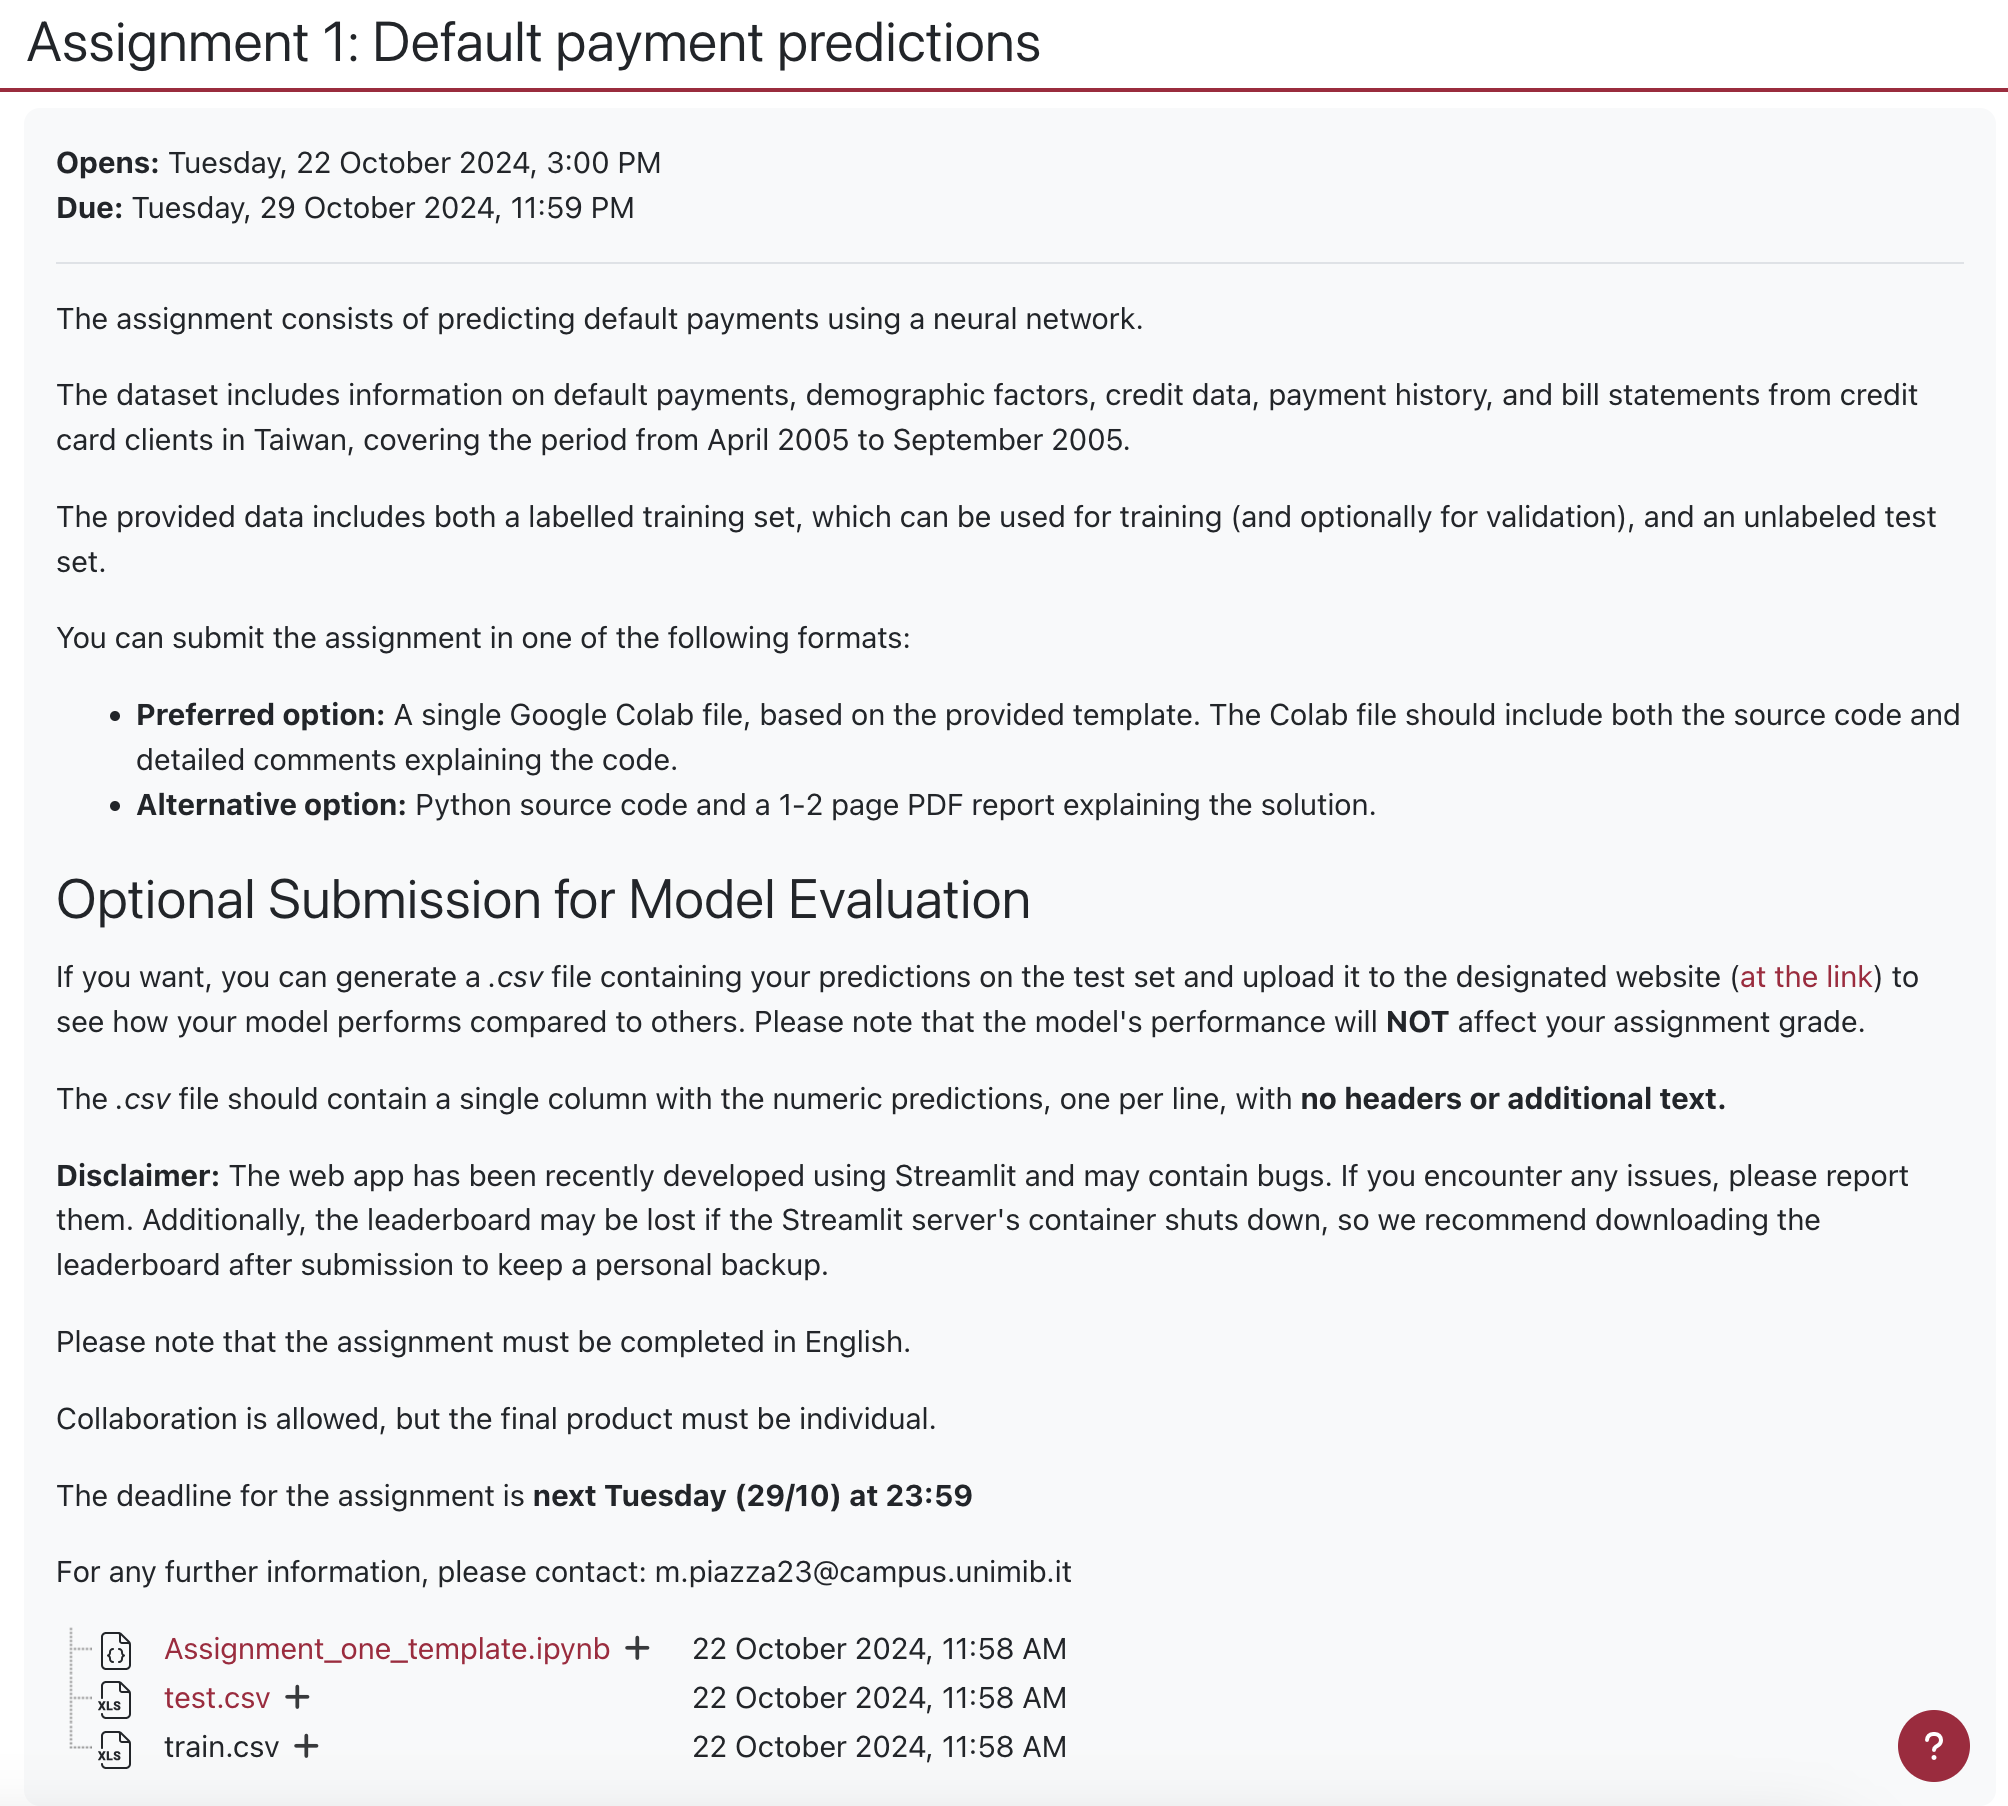 Assignment 1: Default payment predictions
Opens: Tuesday, 22 October 2024, 3:00 PM
Due: Tuesday, 29 October 2024, 11:59 PM
The assignment consists of predicting default payments using a neural network.
The dataset includes information on default payments, demographic factors, credit data, payment history, and bill statements from credit
card clients in Taiwan, covering the period from April 2005 to September 2005.
The provided data includes both a labelled training set, which can be used for training (and optionally for validation), and an unlabeled test
set.
You can submit the assignment in one of the following formats:
• Preferred option: A single Google Colab file, based on the provided template. The Colab file should include both the source code and
detailed comments explaining the code.
• Alternative option: Python source code and a 1-2 page PDF report explaining the solution.
Optional Submission for Model Evaluation
If you want, you can generate a .csv file containing your predictions on the test set and upload it to the designated website (at the link) to
see how your model performs compared to others. Please note that the model's performance will NOT affect your assignment grade.
The .csv file should contain a single column with the numeric predictions, one per line, with no headers or additional text.
Disclaimer: The web app has been recently developed using Streamlit and may contain bugs. If you encounter any issues, please report
them. Additionally, the leaderboard may be lost if the Streamlit server's container shuts down, so we recommend downloading the
leaderboard after submission to keep a personal backup.
Please note that the assignment must be completed in English.
Collaboration is allowed, but the final product must be individual.
The deadline for the assignment is next Tuesday (29/10) at 23:59
For any further information, please contact: m.piazza23@campus.unimib.it
{} Assignment_one_template.ipynb + 22 October 2024, 11:58 AM
XLS test.csv + 22 October 2024, 11:58 AM
XLS train.csv + 22 October 2024, 11:58 AM
?